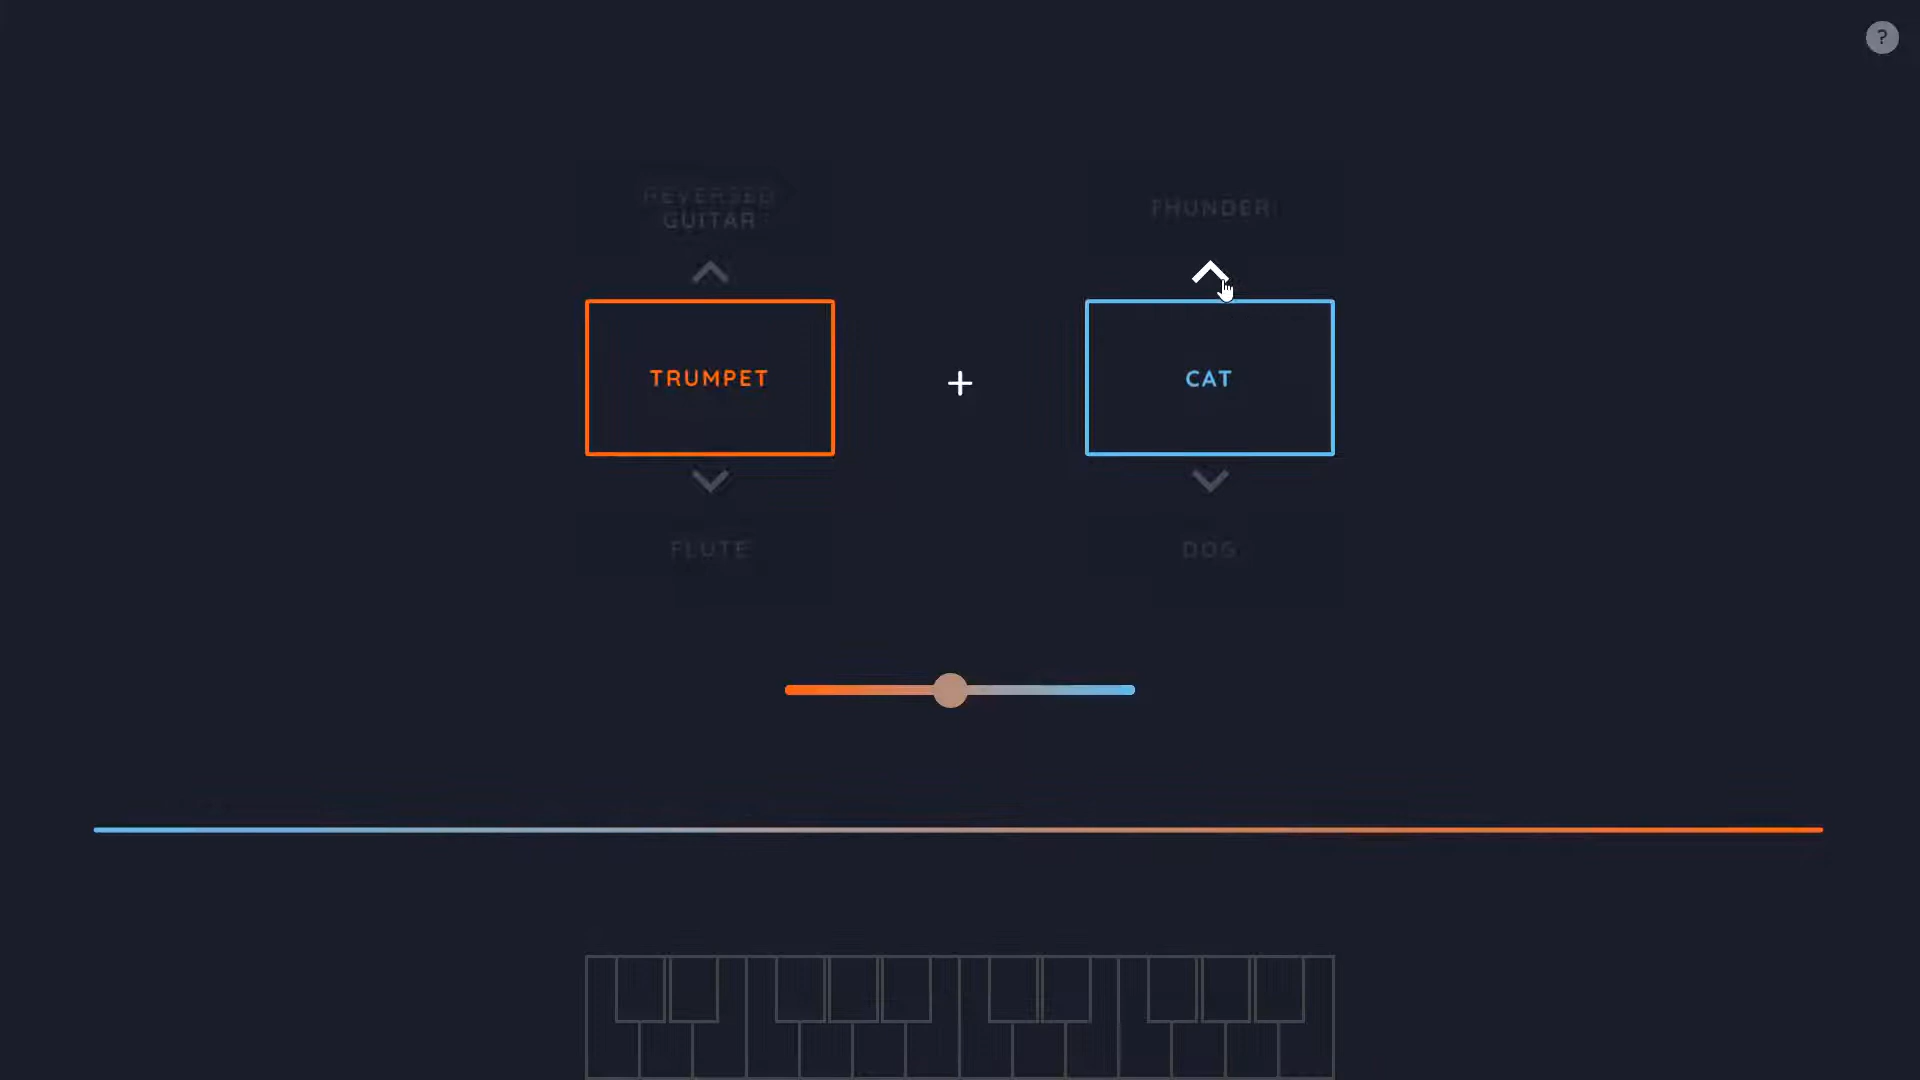 ?
REVERSED
GUITAR
THUNDER
TRUMPET
+
CAT
FLUTE
DOG